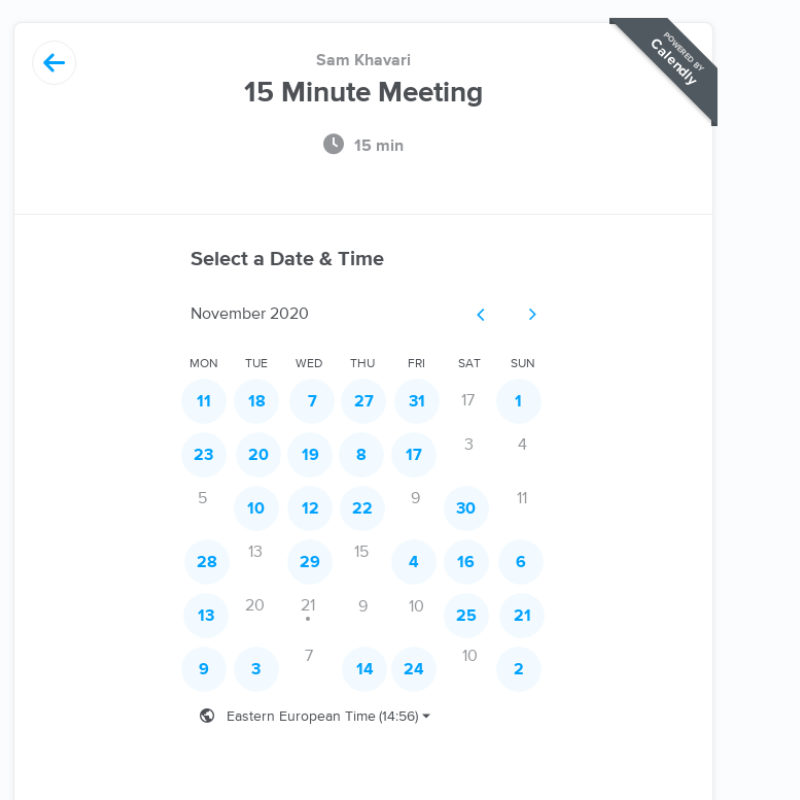 POWERED BY
Calendly
Sam Khavari
15 Minute Meeting
15 min
Select a Date & Time
November 2020
MON TUE WED THU FRI SAT SUN
11 18 7 27 31 17 1
23 20 19 8 17 3 4
5 10 12 22 9 30 11
28 13 29 15 4 16 6
13 20 21 9 10 25 21
9 3 7 14 24 10 2
Eastern European Time (14:56)